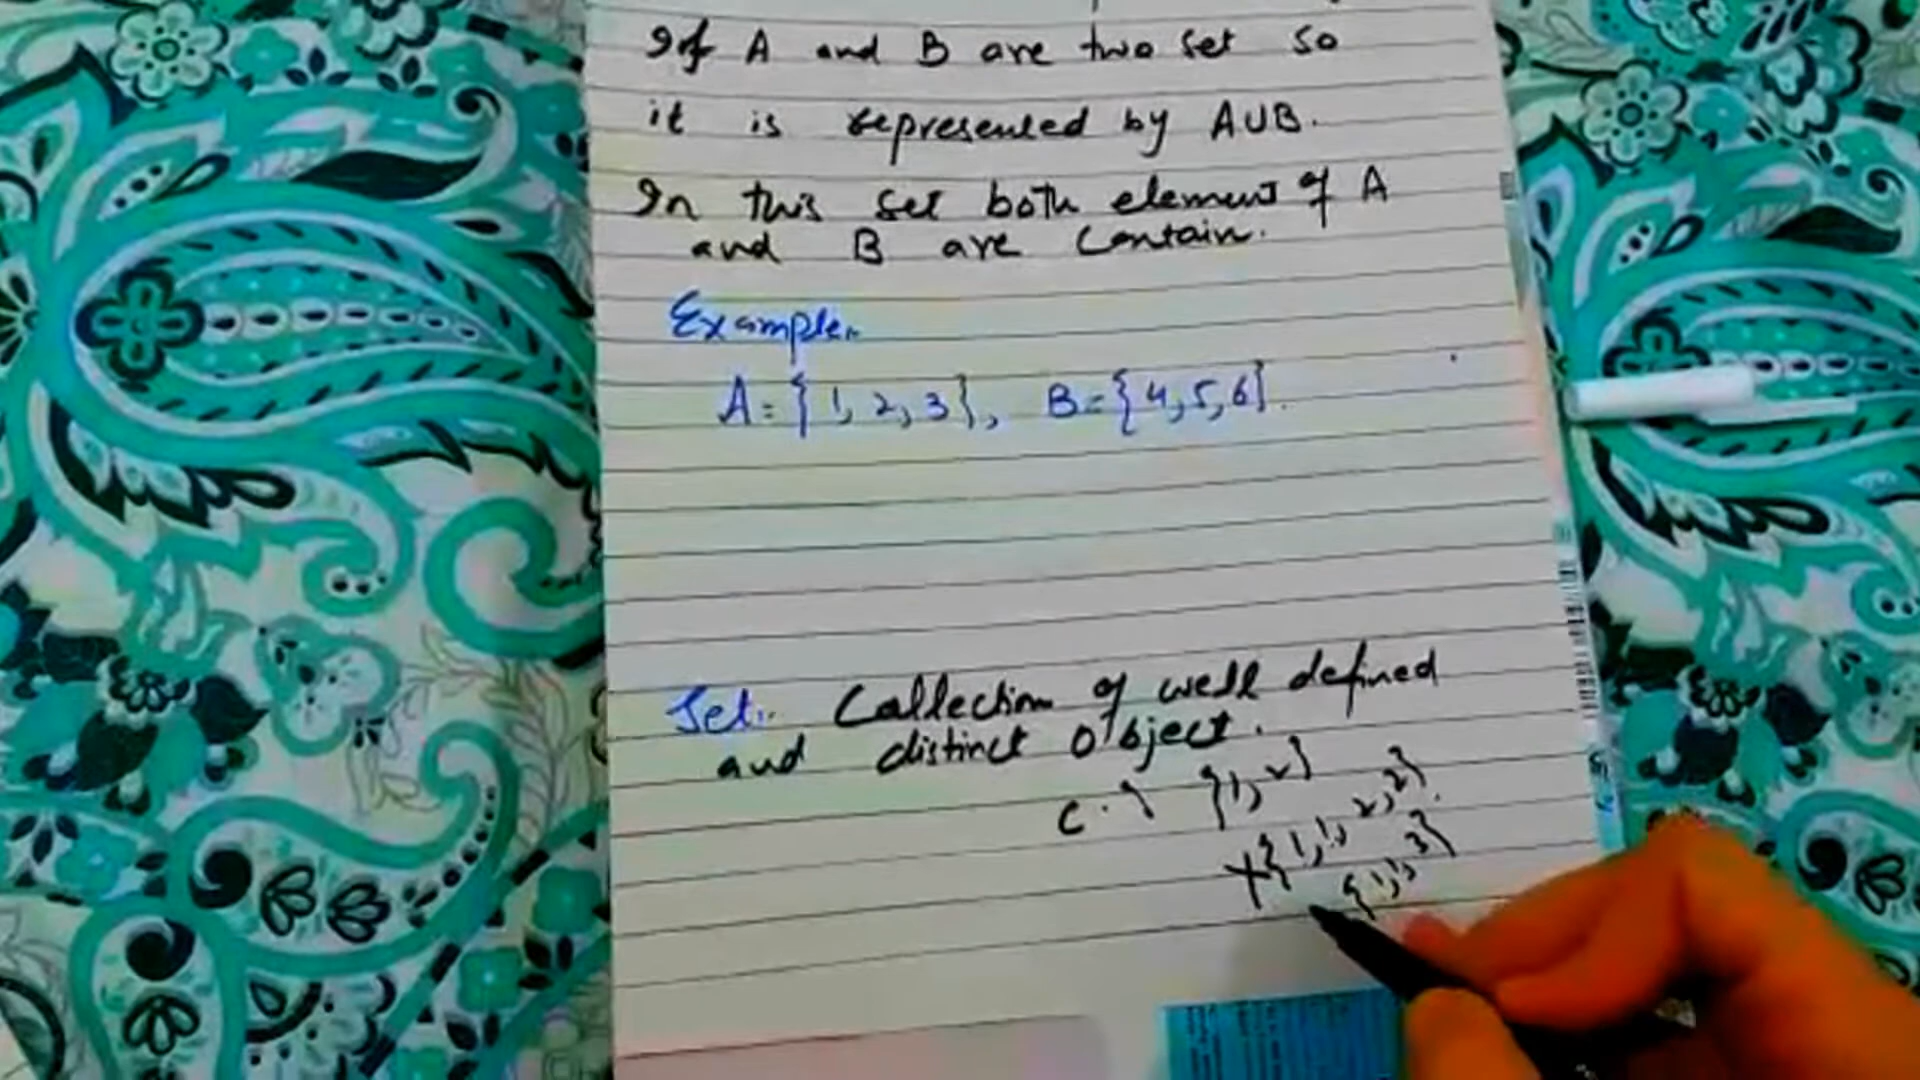 If A and B are two set so
it is represented by AUB.
In this set both element of A
and B are Contain.
Example:-
A = { 1, 2, 3 }, B = { 4, 5, 6 }.
Set:- Collection of well defined
and distinct Object.
{1, 2}
{1, 1, 2, 2}.
{1, 1, 3}